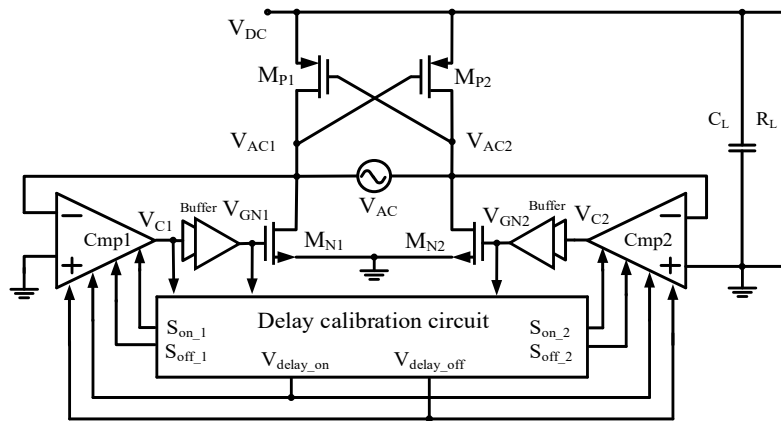 V_DC
M_P1
M_P2
V_AC1
V_AC2
C_L
R_L
V_AC
Buffer
Buffer
V_C1
V_GN1
V_GN2
V_C2
Cmp1
M_N1
M_N2
Cmp2
Delay calibration circuit
S_on_1
S_on_2
S_off_1
S_off_2
V_delay_on
V_delay_off